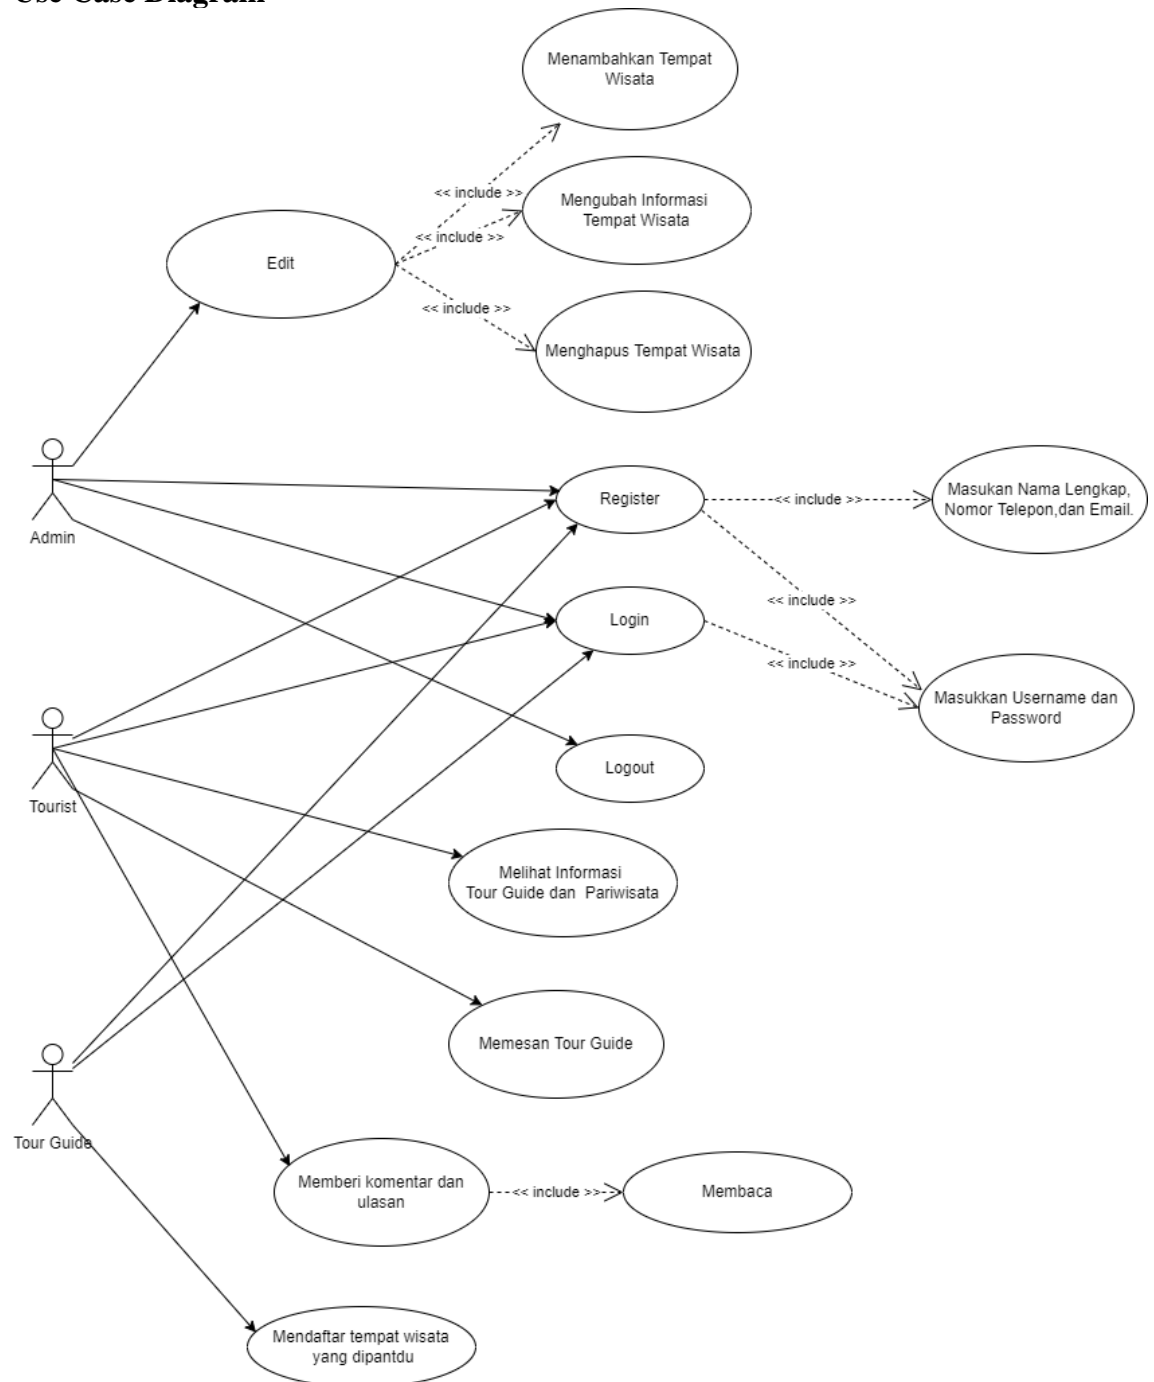 Use Case Diagram
Menambahkan Tempat
Wisata
<< include >>
Mengubah Informasi
Tempat Wisata
<< include >>
Edit
<< include >>
Menghapus Tempat Wisata
Admin
Register
<< include >>
Masukan Nama Lengkap,
Nomor Telepon,dan Email.
<< include >>
Login
<< include >>
Masukkan Username dan
Password
Logout
Tourist
Melihat Informasi
Tour Guide dan Pariwisata
Memesan Tour Guide
Tour Guide
Memberi komentar dan
ulasan
<< include >>
Membaca
Mendaftar tempat wisata
yang dipantdu